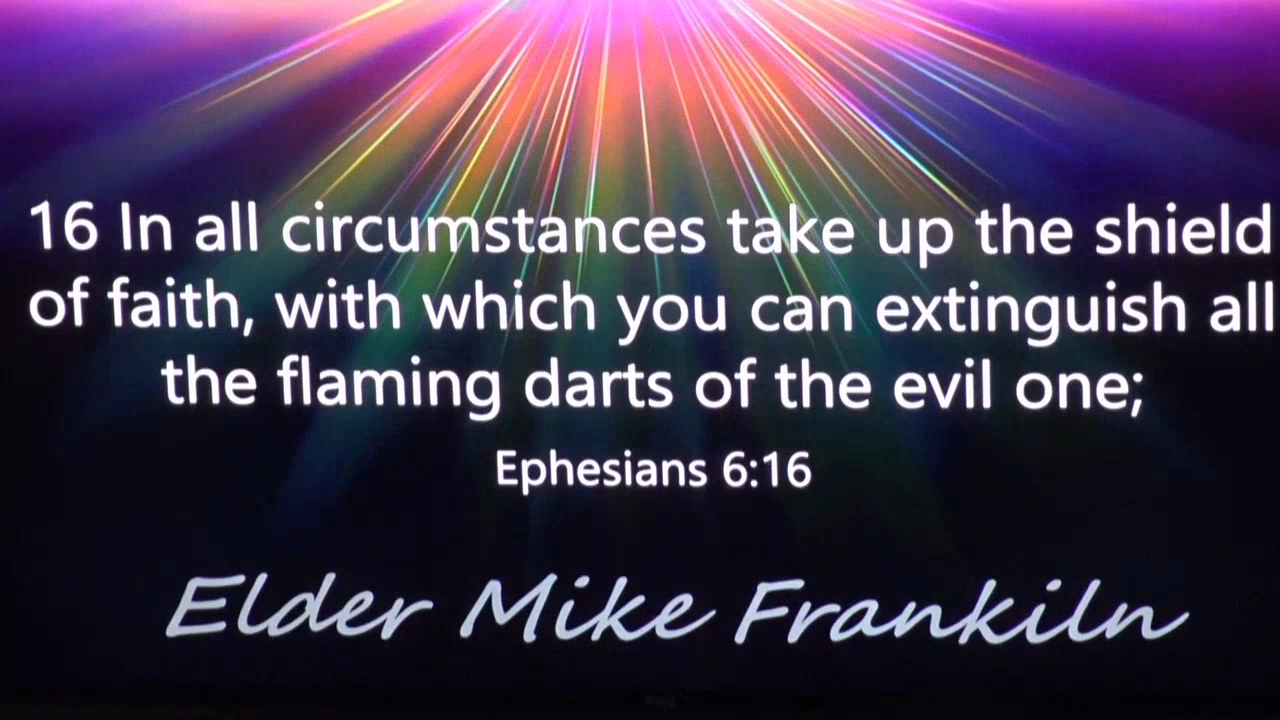 16 In all circumstances take up the shield
of faith, with which you can extinguish all
the flaming darts of the evil one;
Ephesians 6:16
Elder Mike Frankiln